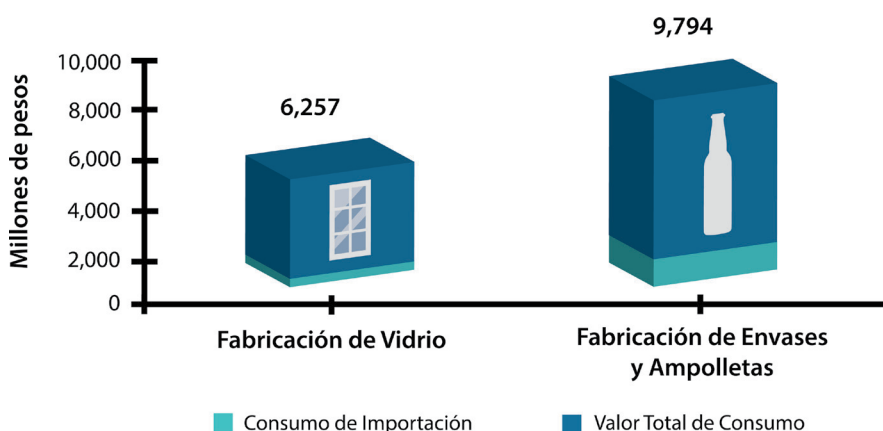 9,794
6,257
Millones de pesos
10,000
8,000
6,000
4,000
2,000
0
Fabricación de Vidrio
Fabricación de Envases
y Ampolletas
Consumo de Importación
Valor Total de Consumo